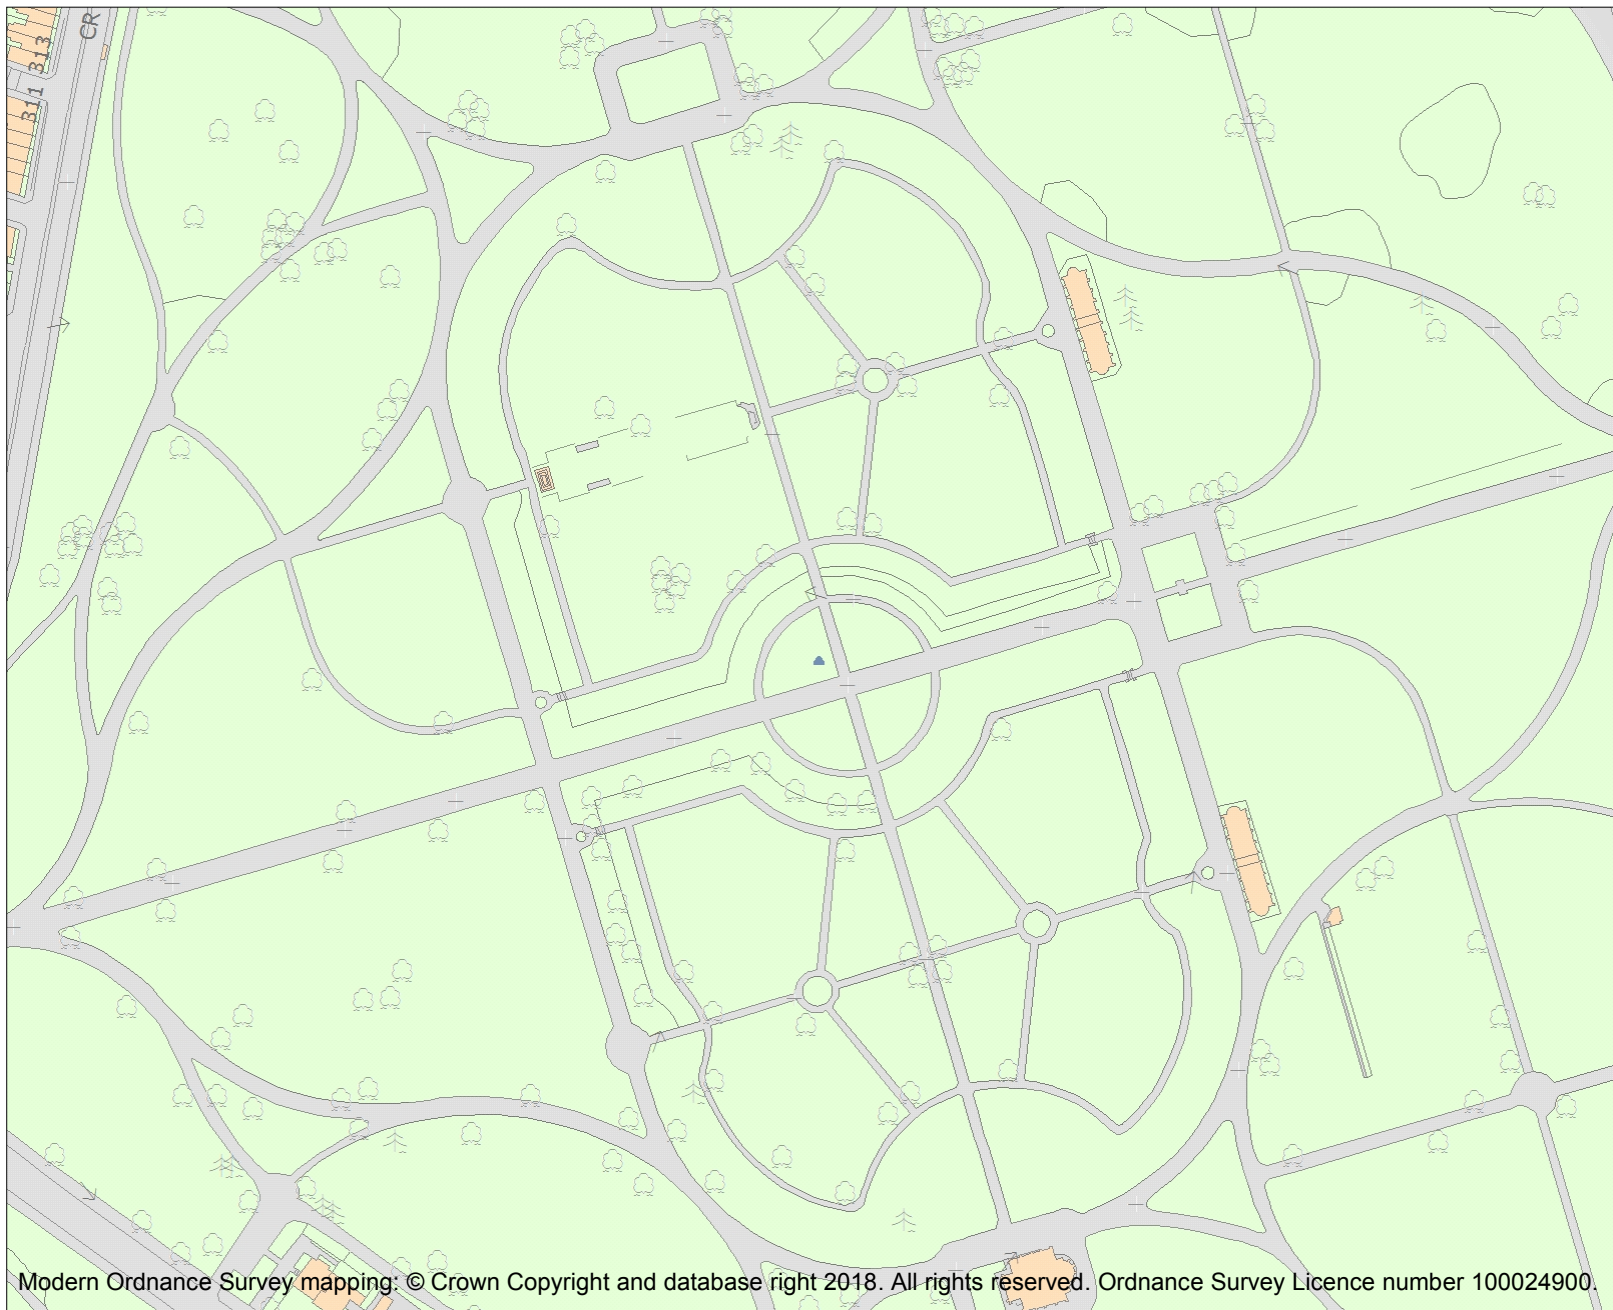 CR
313
311
Modern Ordnance Survey mapping: © Crown Copyright and database right 2018. All rights reserved. Ordnance Survey Licence number 100024900.